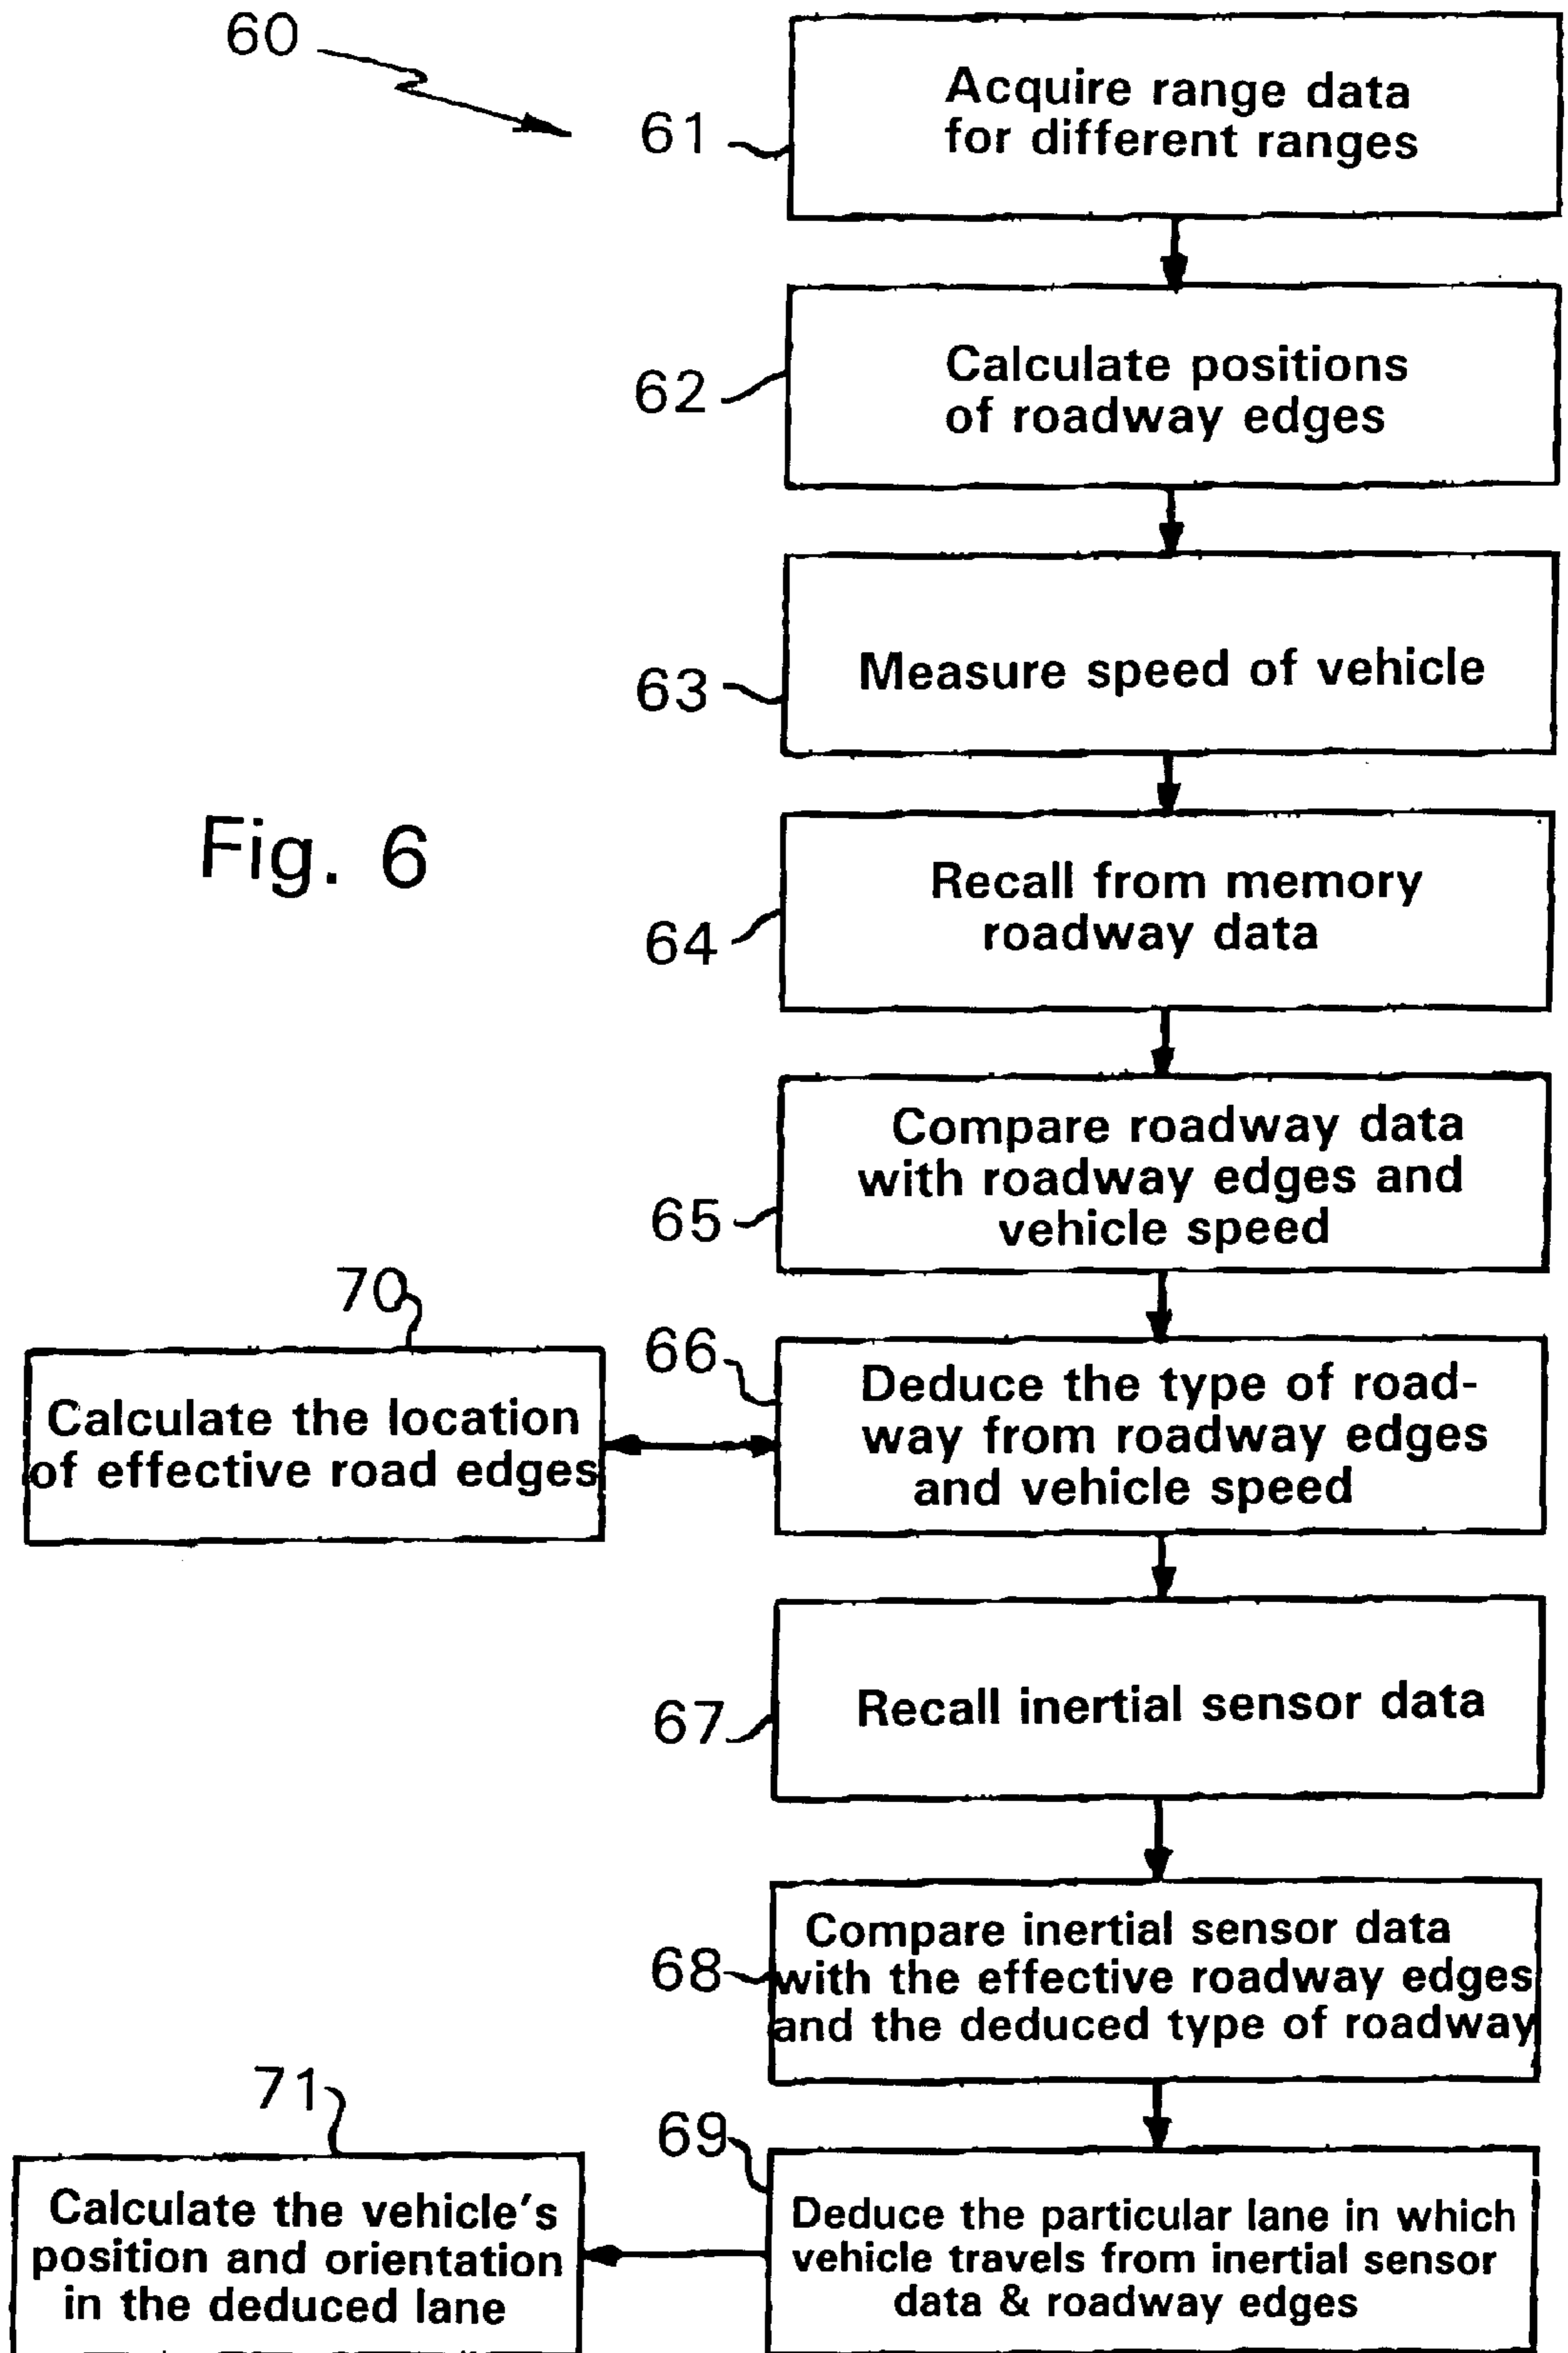 60
61
Acquire range data
for different ranges
62
Calculate positions
of roadway edges
63
Measure speed of vehicle
Fig. 6
64
Recall from memory
roadway data
65
Compare roadway data
with roadway edges and
vehicle speed
70
Calculate the location
of effective road edges
66
Deduce the type of road-
way from roadway edges
and vehicle speed
67
Recall inertial sensor data
68
Compare inertial sensor data
with the effective roadway edges
and the deduced type of roadway
71
Calculate the vehicle's
position and orientation
in the deduced lane
69
Deduce the particular lane in which
vehicle travels from inertial sensor
data & roadway edges